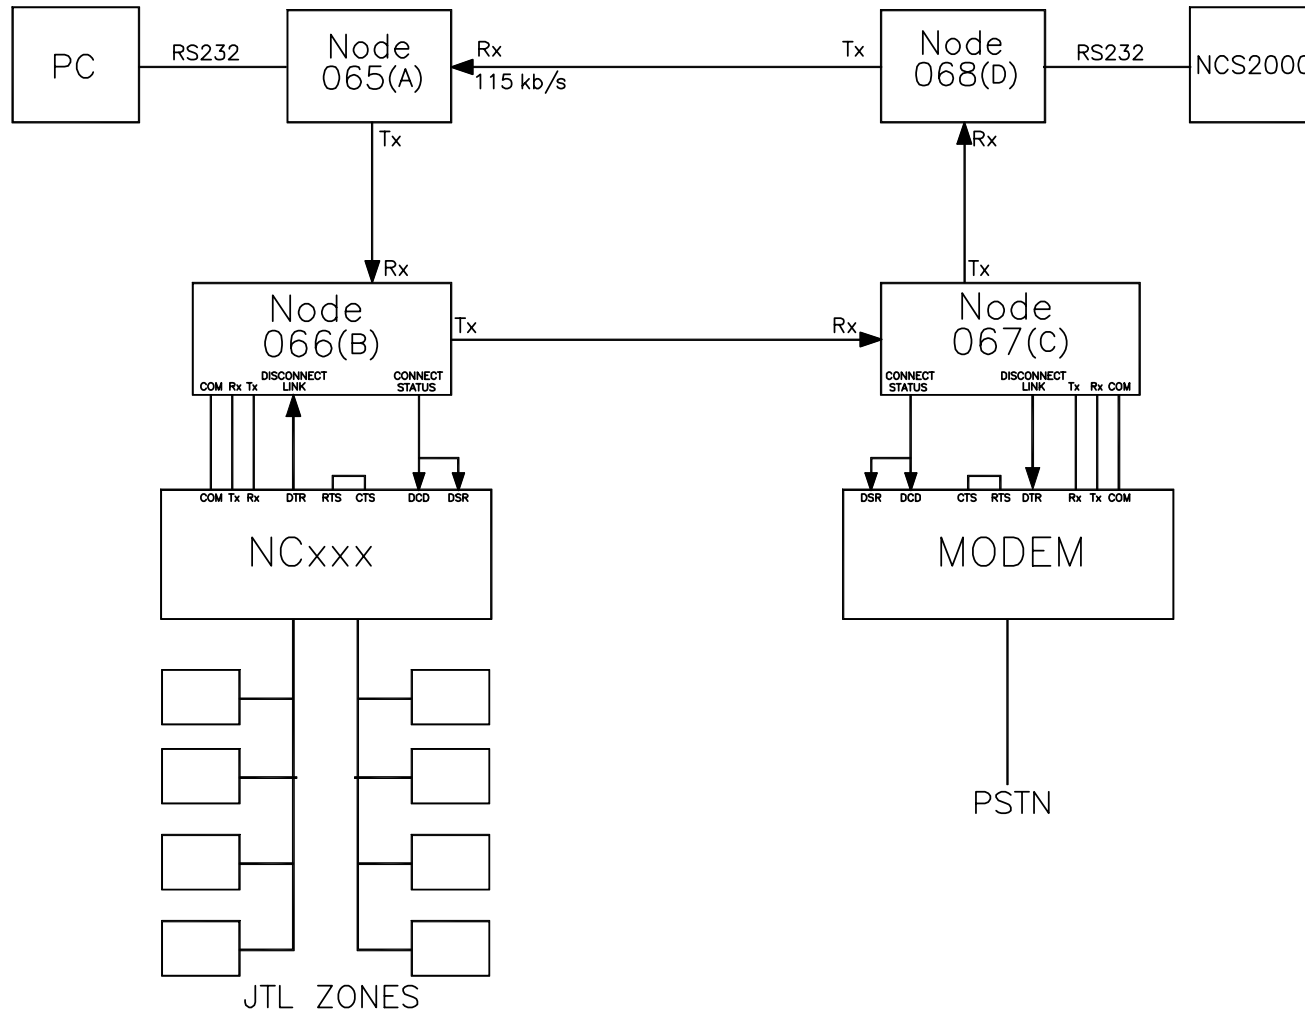 PC
RS232
Node
065(A)
Rx
115 kb/s
Tx
Node
068(D)
RS232
NCS2000
Tx
Rx
Rx
Tx
Node
066(B)
Tx
Rx
Node
067(C)
COM Rx Tx DISCONNECT LINK CONNECT STATUS
CONNECT STATUS DISCONNECT LINK Tx Rx COM
COM Tx Rx DTR RTS CTS DCD DSR
DSR DCD CTS RTS DTR Rx Tx COM
NCxxx
MODEM
PSTN
JTL ZONES